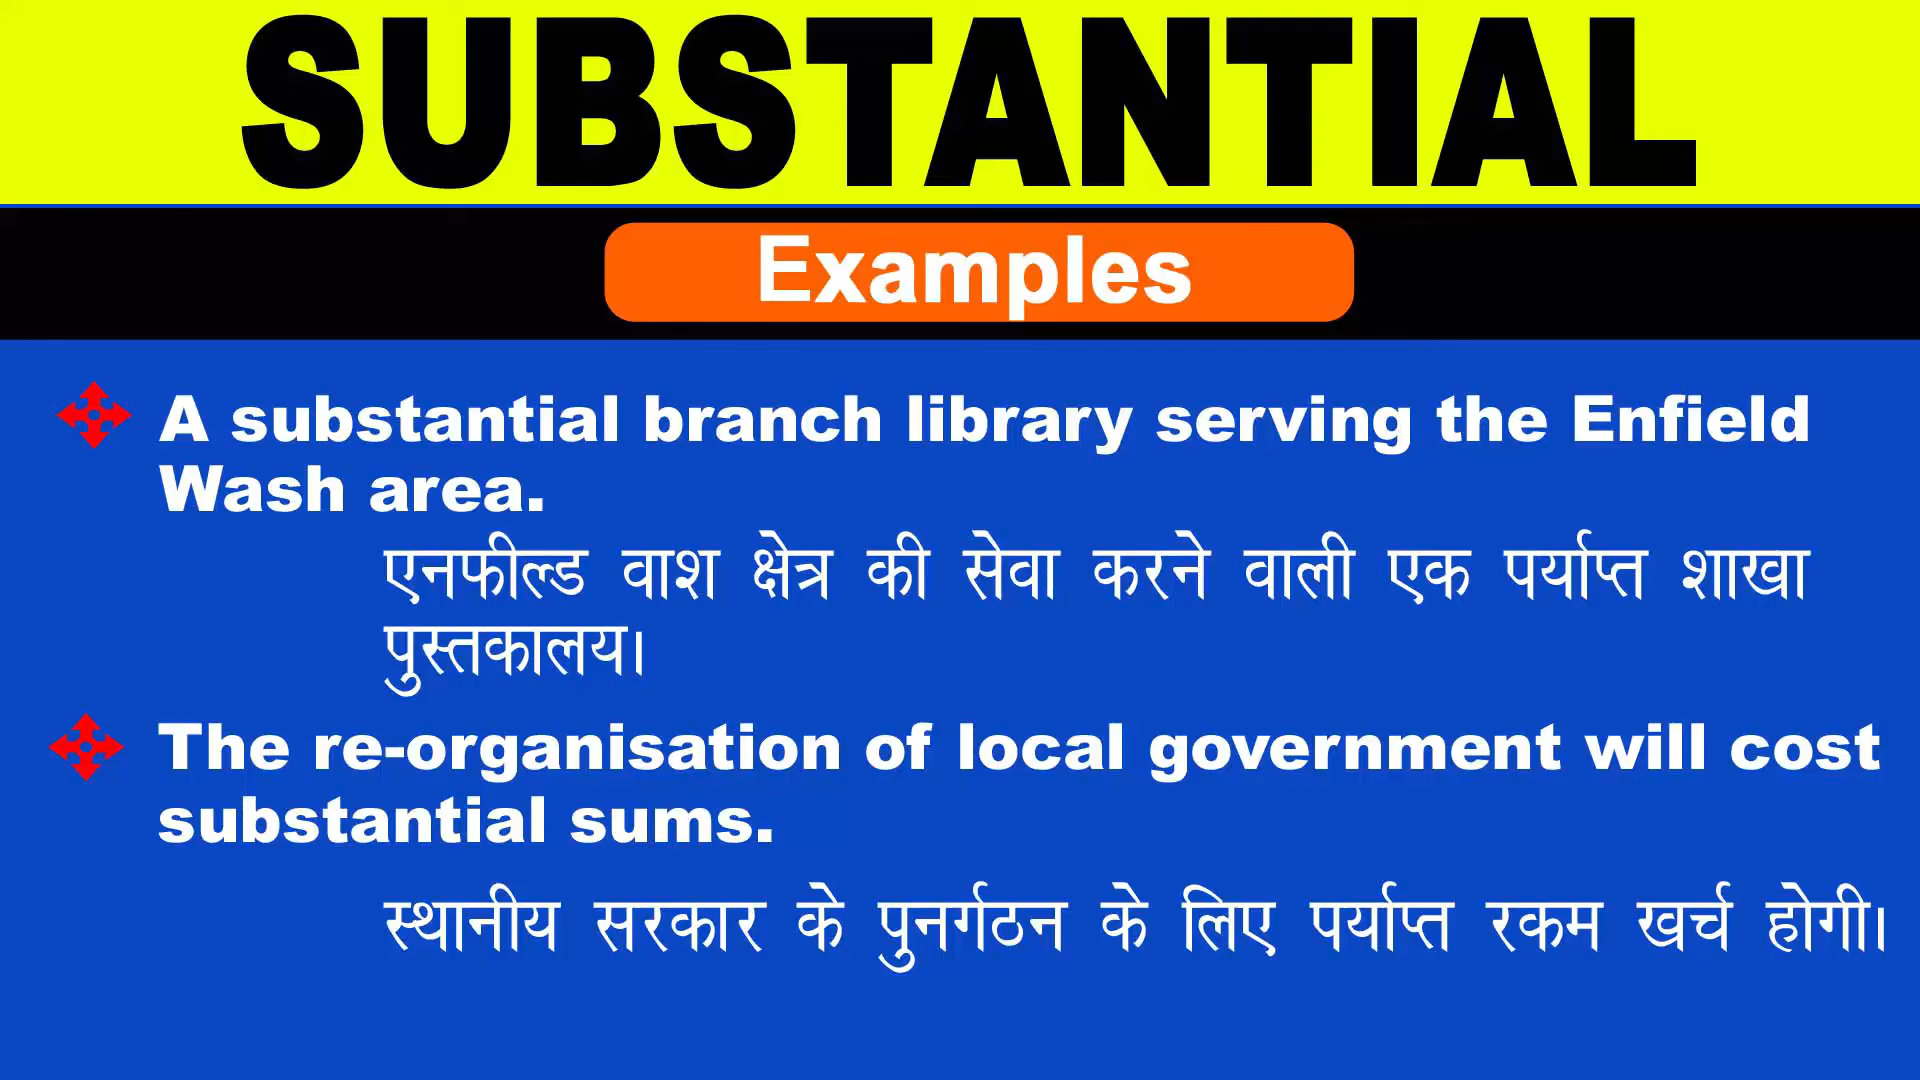 SUBSTANTIAL
Examples
A substantial branch library serving the Enfield
Wash area.
एनफील्ड वाश क्षेत्र की सेवा करने वाली एक पर्याप्त शाखा
पुस्तकालय।
The re-organisation of local government will cost
substantial sums.
स्थानीय सरकार के पुनर्गठन के लिए पर्याप्त रकम खर्च होगी।